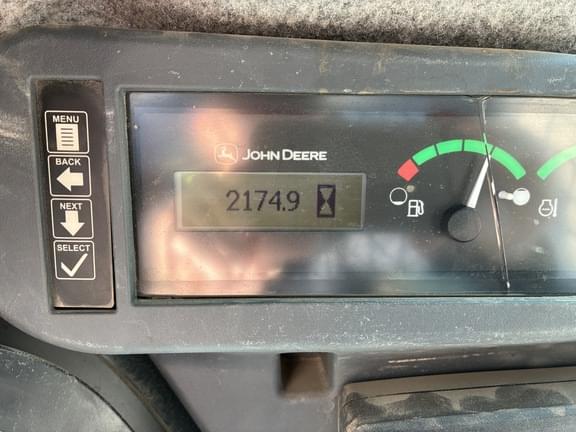 MENU
BACK
NEXT
SELECT
JOHN DEERE
2174.9